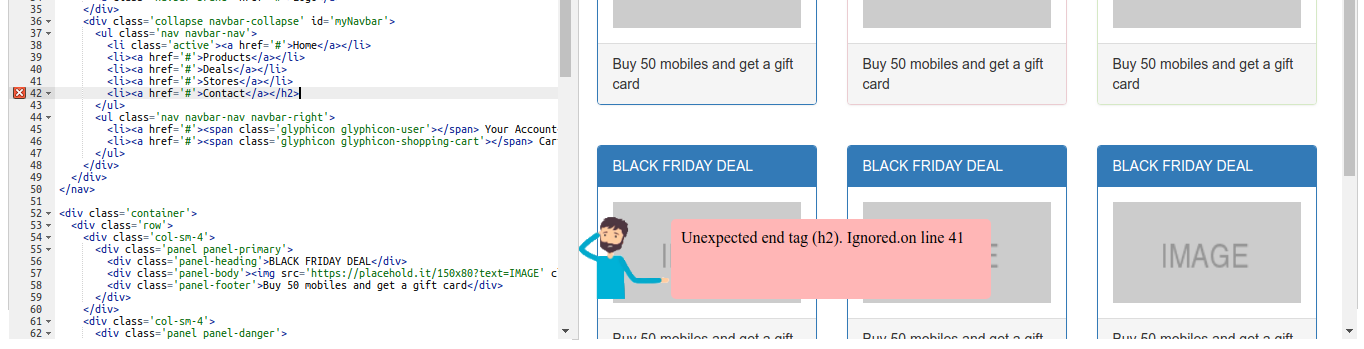 35 </div>
36 <div class='collapse navbar-collapse' id='myNavbar'>
37 <ul class='nav navbar-nav'>
38 <li class='active'><a href='#'>Home</a></li>
39 <li><a href='#'>Products</a></li>
40 <li><a href='#'>Deals</a></li>
41 <li><a href='#'>Stores</a></li>
42 <li><a href='#'>Contact</a></h2>
43 </ul>
44 <ul class='nav navbar-nav navbar-right'>
45 <li><a href='#'><span class='glyphicon glyphicon-user'></span> Your Account
46 <li><a href='#'><span class='glyphicon glyphicon-shopping-cart'></span> Car
47 </ul>
48 </div>
49 </div>
50 </nav>
51
52 <div class='container'>
53 <div class='row'>
54 <div class='col-sm-4'>
55 <div class='panel panel-primary'>
56 <div class='panel-heading'>BLACK FRIDAY DEAL</div>
57 <div class='panel-body'><img src='https://placehold.it/150x80?text=IMAGE' c
58 <div class='panel-footer'>Buy 50 mobiles and get a gift card</div>
59 </div>
60 </div>
61 <div class='col-sm-4'>
62 <div class='panel panel-danger'>
Buy 50 mobiles and get a gift
card
Buy 50 mobiles and get a gift
card
Buy 50 mobiles and get a gift
card
BLACK FRIDAY DEAL
BLACK FRIDAY DEAL
BLACK FRIDAY DEAL
Unexpected end tag (h2). Ignored.on line 41
IMAGE
Buy 50 mobiles and get a gift
Buy 50 mobiles and get a gift
Buy 50 mobiles and get a gift